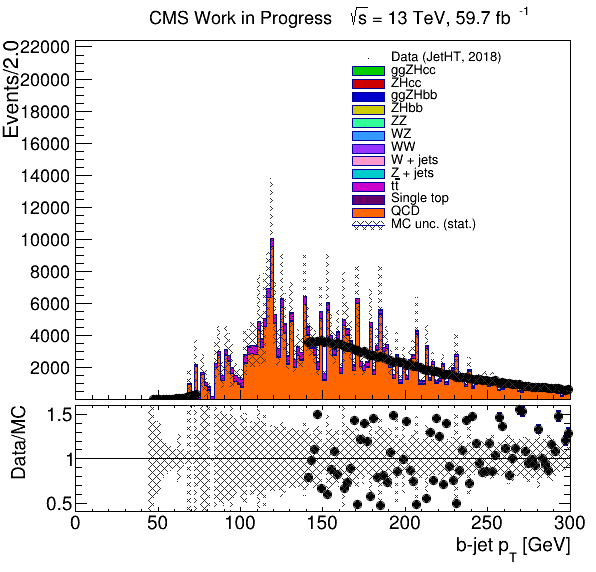 CMS Work in Progress √s = 13 TeV, 59.7 fb⁻¹
Events/2.0
22000
20000
18000
16000
14000
12000
10000
8000
6000
4000
2000
Data (JetHT, 2018)
ggZHcc
ZHcc
ggZHbb
ZHbb
ZZ
WZ
WW
W + jets
Z + jets
tt̅
Single top
QCD
MC unc. (stat.)
Data/MC
1.5
1
0.5
0 50 100 150 200 250 300
b-jet p_T [GeV]